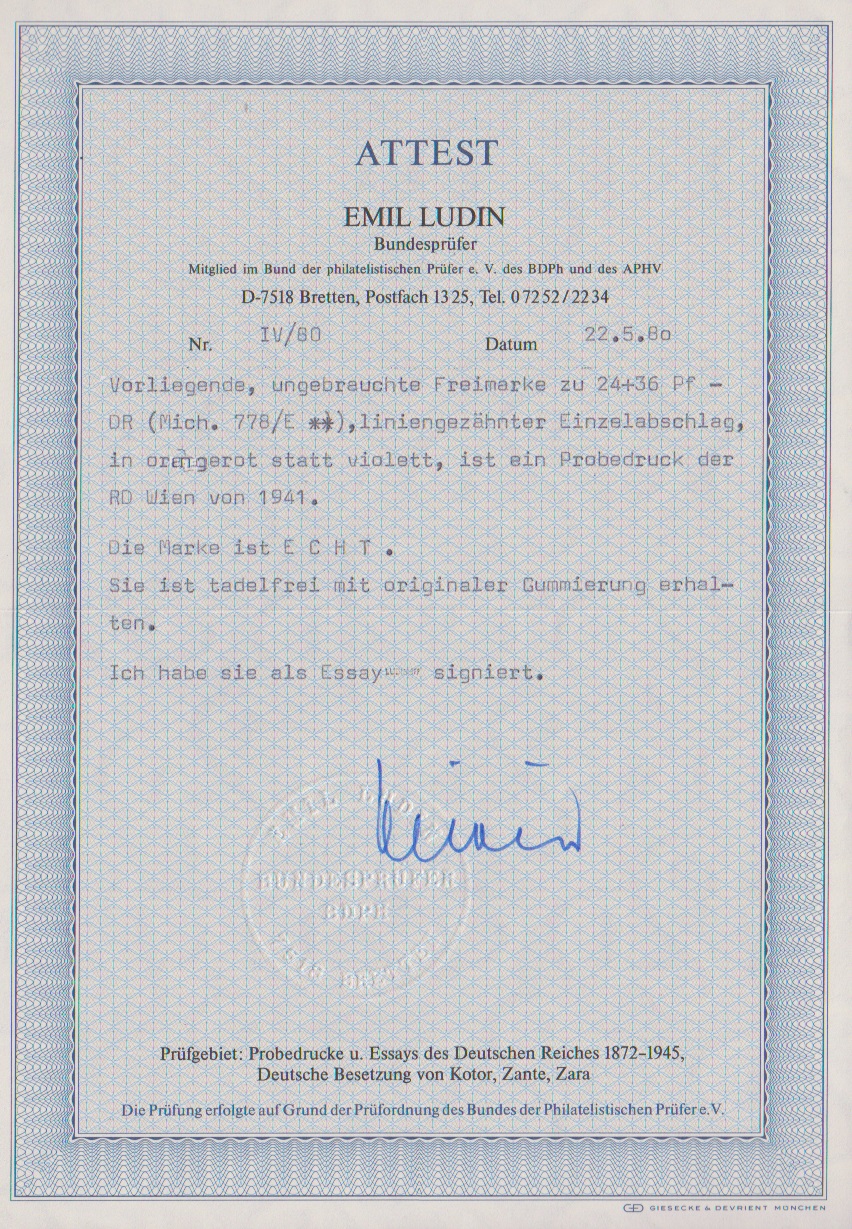 ATTEST
EMIL LUDIN
Bundesprüfer
Mitglied im Bund der philatelistischen Prüfer e. V. des BDPh und des APHV
D-7518 Bretten, Postfach 1325, Tel. 07252/2234
Nr. IV/80 Datum 22.5.80
Vorliegende, ungebrauchte Freimarke zu 24+36 Pf -
DR (Mich. 778/E **),liniengezähnter Einzelabschlag,
in orangerot statt violett, ist ein Probedruck der
RD Wien von 1941.
Die Marke ist E C H T .
Sie ist tadelfrei mit originaler Gummierung erhal-
ten.
Ich habe sie als Essay signiert.
EMIL LUDIN
BUNDESPRÜFER
BDPH
7518 BRETTEN
Prüfgebiet: Probedrucke u. Essays des Deutschen Reiches 1872-1945,
Deutsche Besetzung von Kotor, Zante, Zara
Die Prüfung erfolgte auf Grund der Prüfordnung des Bundes der Philatelistischen Prüfer e.V.
GIESECKE & DEVRIENT MÜNCHEN